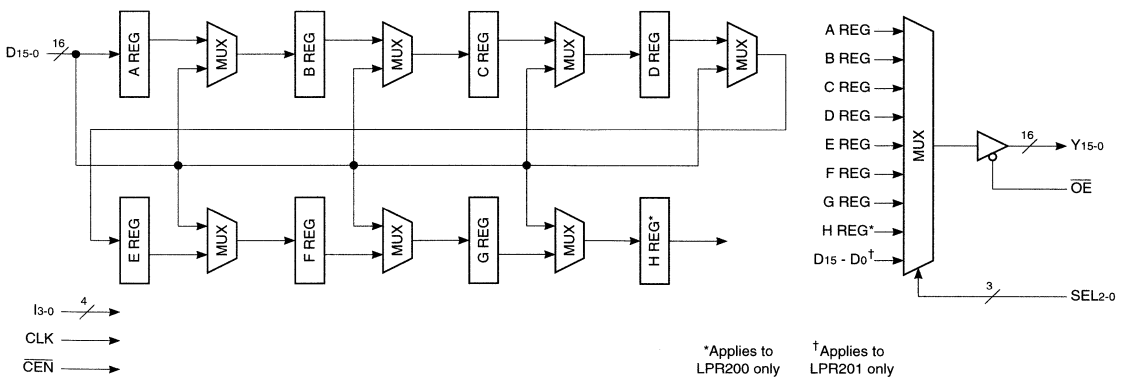 D15-0
16
A REG
MUX
B REG
MUX
C REG
MUX
D REG
MUX
E REG
MUX
F REG
MUX
G REG
MUX
H REG*
I3-0
4
CLK
CEN
A REG
B REG
C REG
D REG
E REG
F REG
G REG
H REG*
D15 - D0†
MUX
16
Y15-0
OE
3
SEL2-0
*Applies to
LPR200 only
†Applies to
LPR201 only